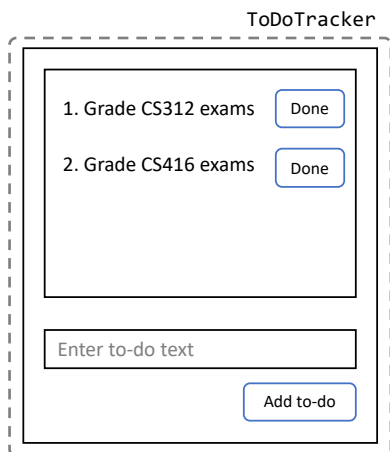 ToDoTracker
1. Grade CS312 exams Done
2. Grade CS416 exams Done
Enter to-do text
Add to-do